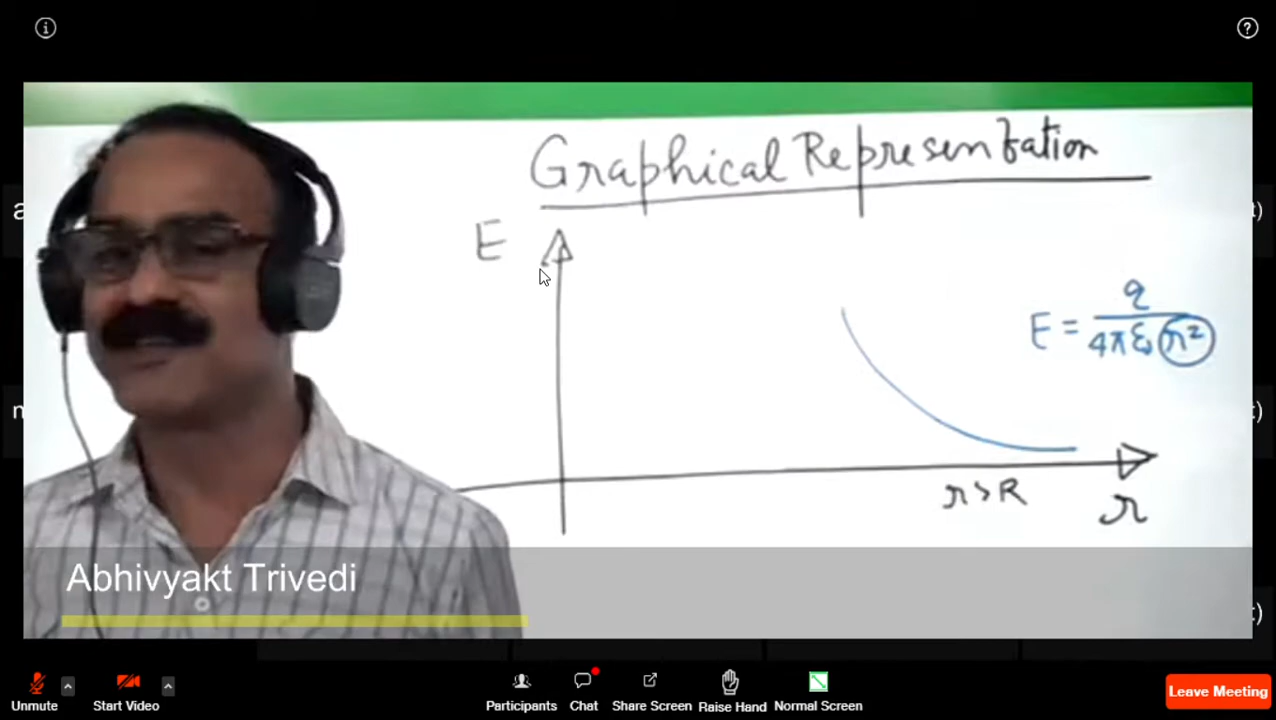 Graphical Representation
E
E = q / 4πε₀r²
r > R
r
Abhivyakt Trivedi
Unmute
Start Video
Participants
Chat
Share Screen
Raise Hand
Normal Screen
Leave Meeting